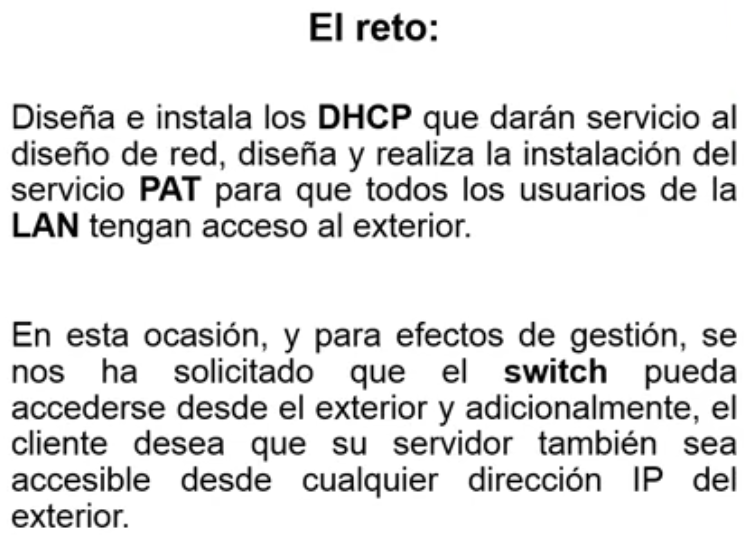 El reto:
Diseña e instala los DHCP que darán servicio al
diseño de red, diseña y realiza la instalación del
servicio PAT para que todos los usuarios de la
LAN tengan acceso al exterior.
En esta ocasión, y para efectos de gestión, se
nos ha solicitado que el switch pueda
accederse desde el exterior y adicionalmente, el
cliente desea que su servidor también sea
accesible desde cualquier dirección IP del
exterior.